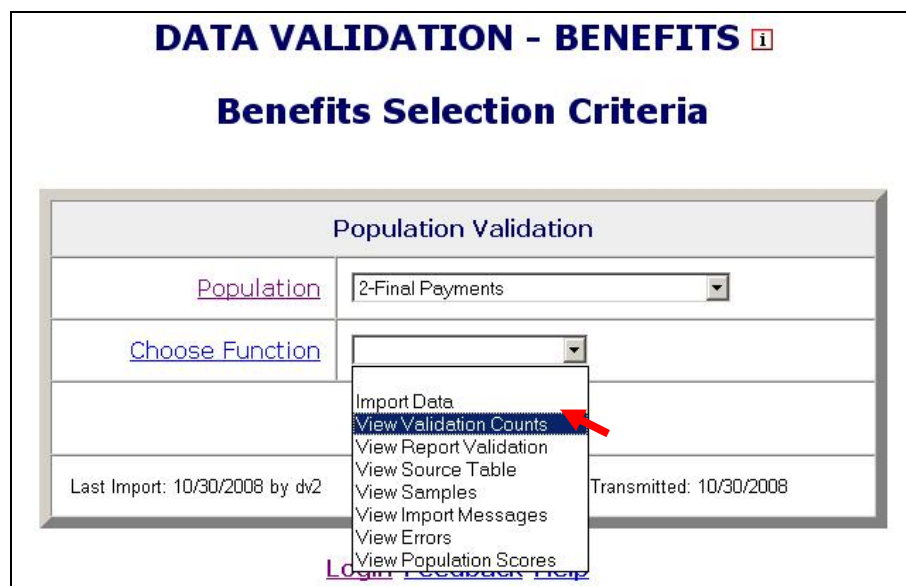 DATA VALIDATION - BENEFITS i
Benefits Selection Criteria
Population Validation
Population 2-Final Payments
Choose Function
Import Data
View Validation Counts
View Report Validation
View Source Table
Last Import: 10/30/2008 by dv2 Transmitted: 10/30/2008
View Samples
View Import Messages
View Errors
View Population Scores
Login Feedback Help